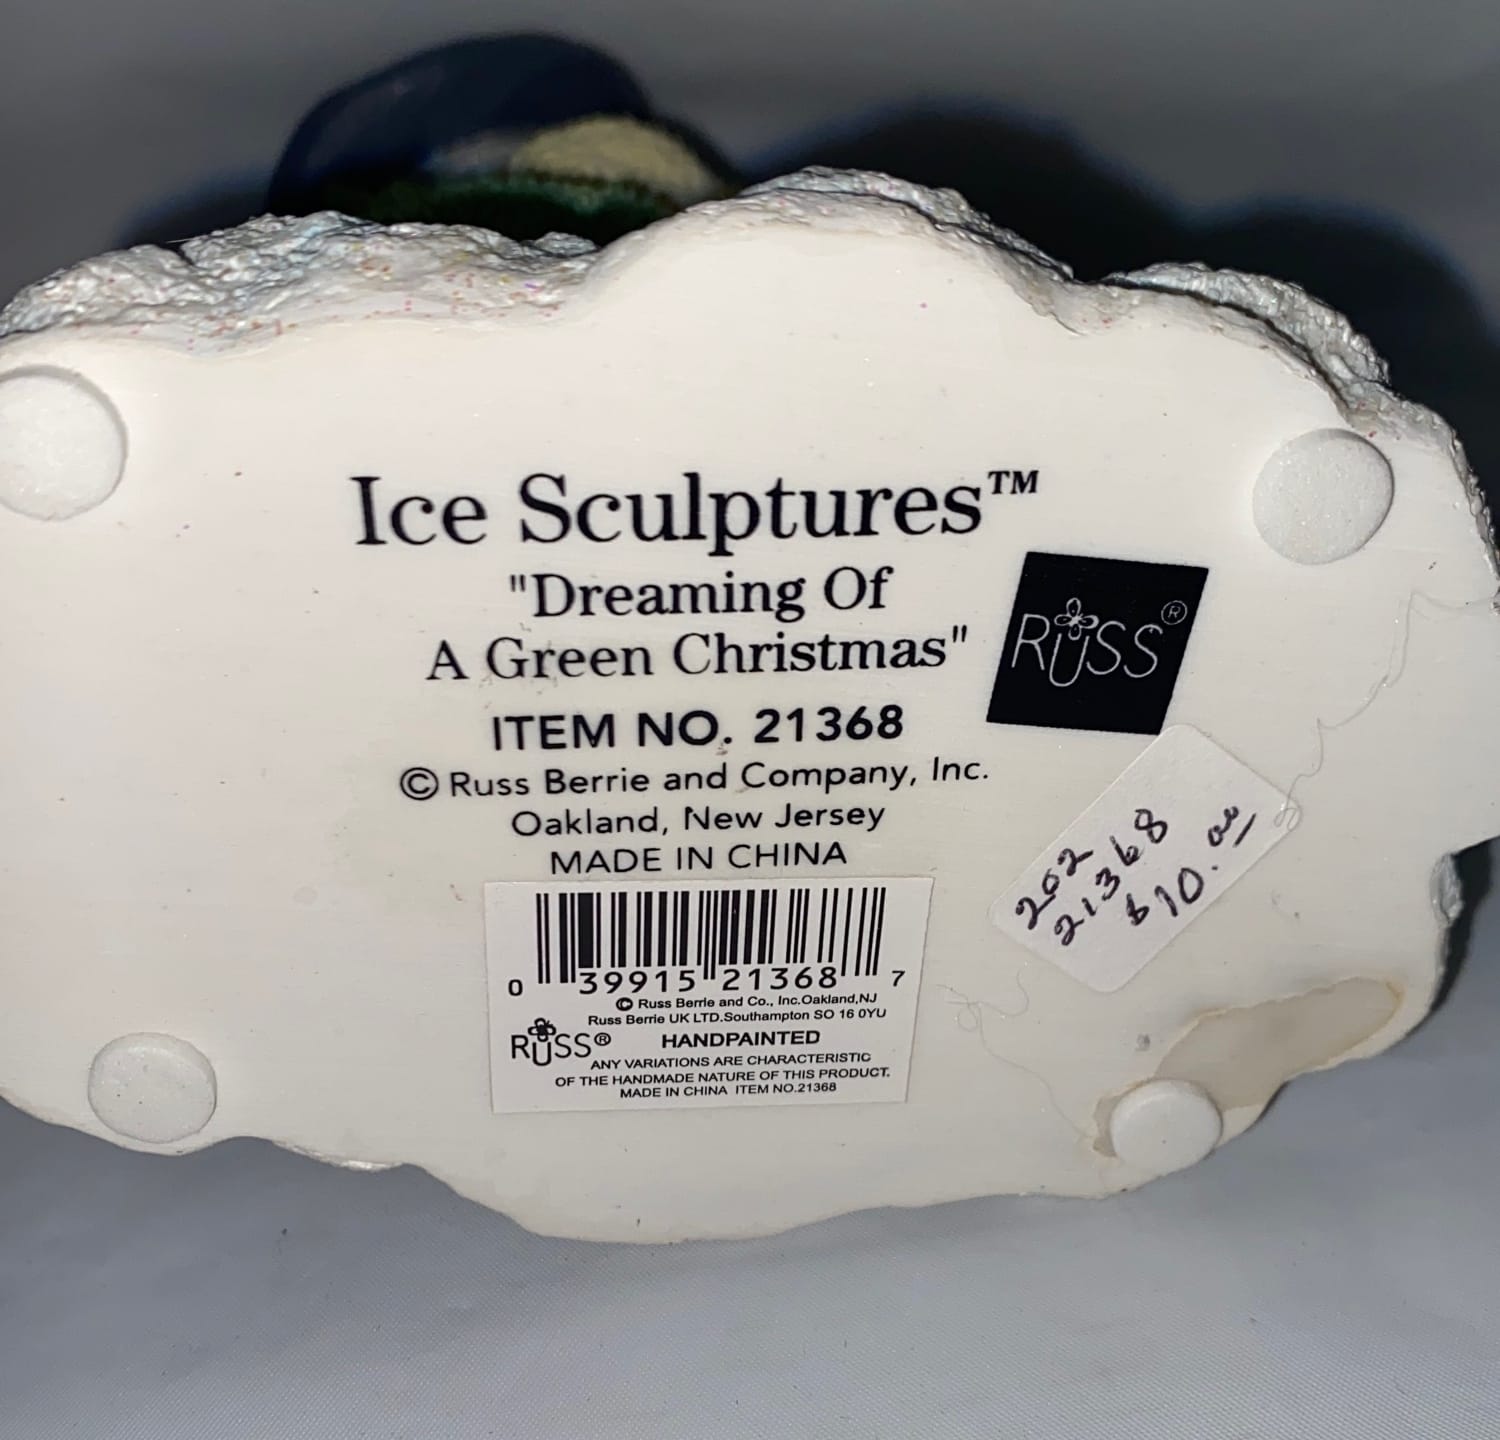 Ice Sculptures™
"Dreaming Of
A Green Christmas"
RUSS®
ITEM NO. 21368
© Russ Berrie and Company, Inc.
Oakland, New Jersey
MADE IN CHINA
202
21368
$10.00
0 39915 21368 7
© Russ Berrie and Co., Inc.Oakland,NJ
Russ Berrie UK LTD.Southampton SO 16 0YU
RUSS® HANDPAINTED
ANY VARIATIONS ARE CHARACTERISTIC
OF THE HANDMADE NATURE OF THIS PRODUCT.
MADE IN CHINA ITEM NO.21368